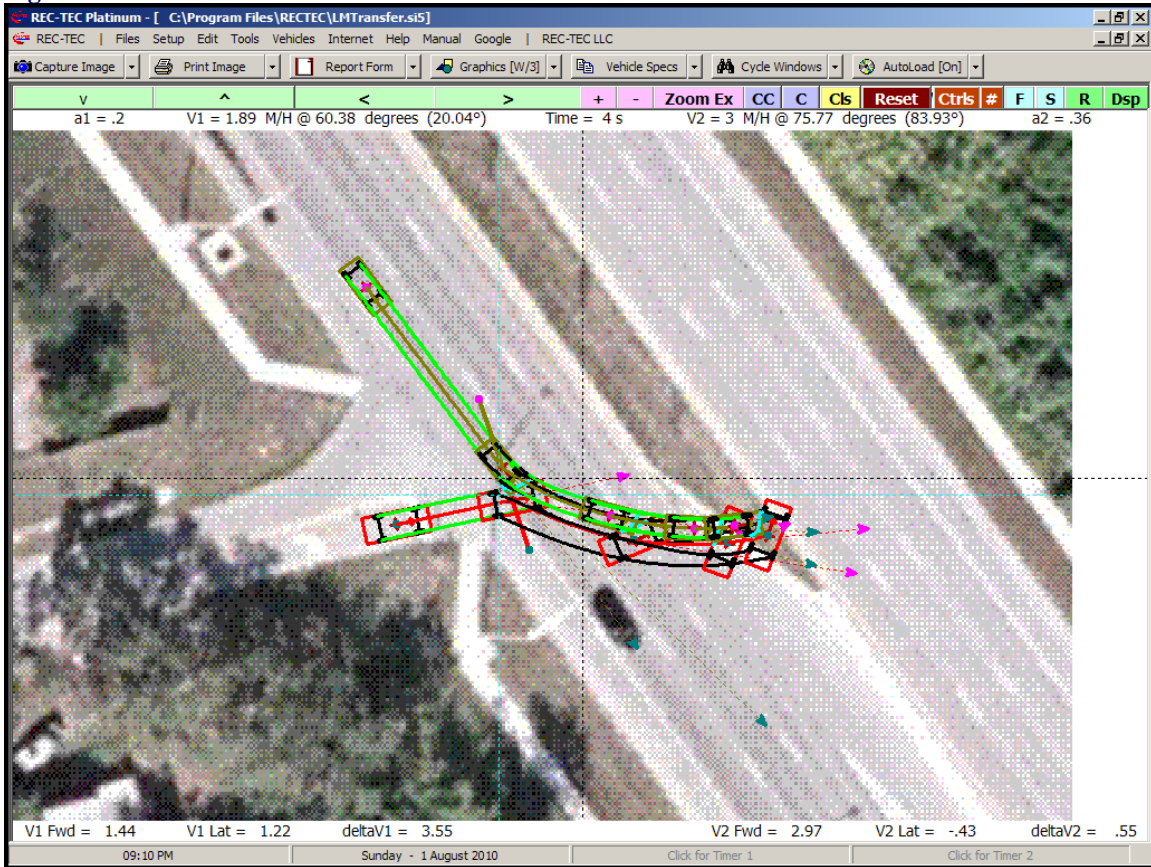 REC-TEC Platinum - [ C:\Program Files\RECTEC\LMTransfer.si5]
REC-TEC | Files Setup Edit Tools Vehicles Internet Help Manual Google | REC-TEC LLC
Capture Image Print Image Report Form Graphics [W/3] Vehicle Specs Cycle Windows AutoLoad [On]
v ^ < > + - Zoom Ex CC C Cls Reset Ctrls # F S R Dsp
a1 = .2 V1 = 1.89 M/H @ 60.38 degrees (20.04°) Time = 4 s V2 = 3 M/H @ 75.77 degrees (83.93°) a2 = .36
V1 Fwd = 1.44 V1 Lat = 1.22 deltaV1 = 3.55 V2 Fwd = 2.97 V2 Lat = -.43 deltaV2 = .55
09:10 PM Sunday - 1 August 2010 Click for Timer 1 Click for Timer 2